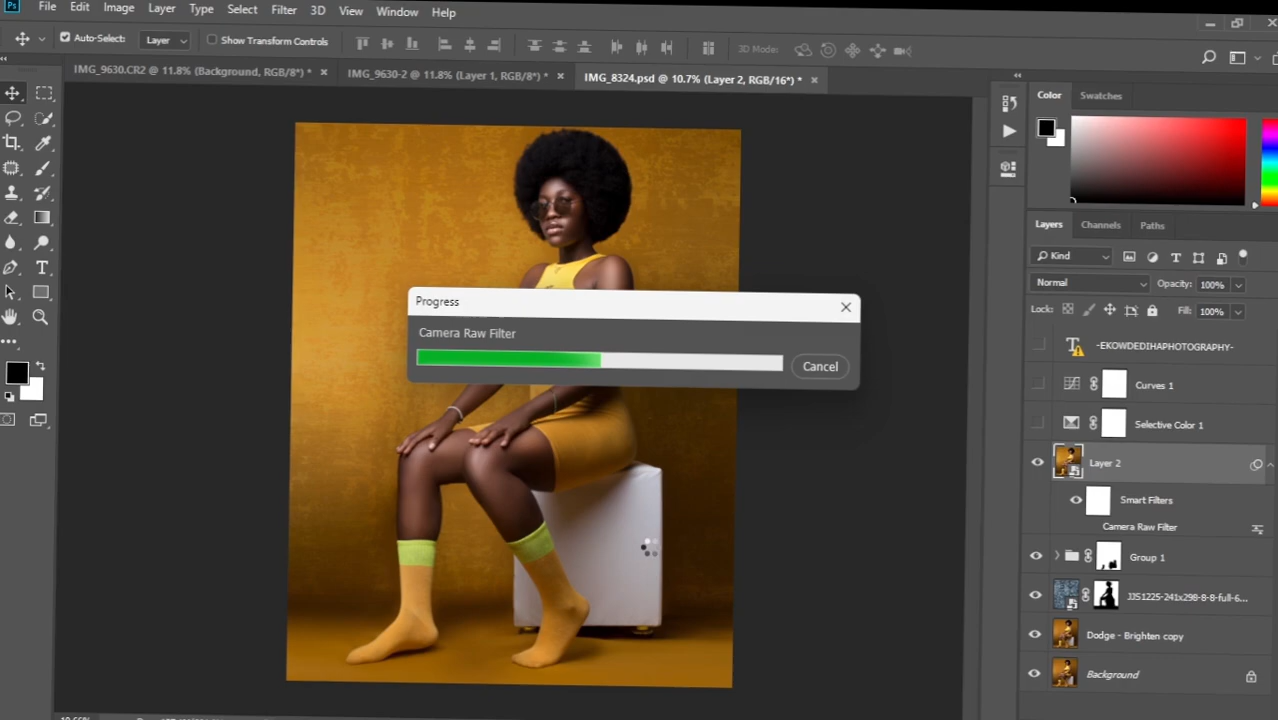 Ps File Edit Image Layer Type Select Filter 3D View Window Help
Auto-Select: Layer Show Transform Controls 3D Mode:
IMG_9630.CR2 @ 11.8% (Background, RGB/8*) * × IMG_9630-2 @ 11.8% (Layer 1, RGB/8*) * × IMG_8324.psd @ 10.7% (Layer 2, RGB/16*) * ×
Color Swatches
Progress
Camera Raw Filter
Cancel
Layers Channels Paths
Kind
Normal Opacity: 100%
Lock: Fill: 100%
-EKOWDEDIHAPHOTOGRAPHY-
Curves 1
Selective Color 1
Layer 2
Smart Filters
Camera Raw Filter
Group 1
JJS1225-241x298-8-8-full-6...
Dodge - Brighten copy
Background